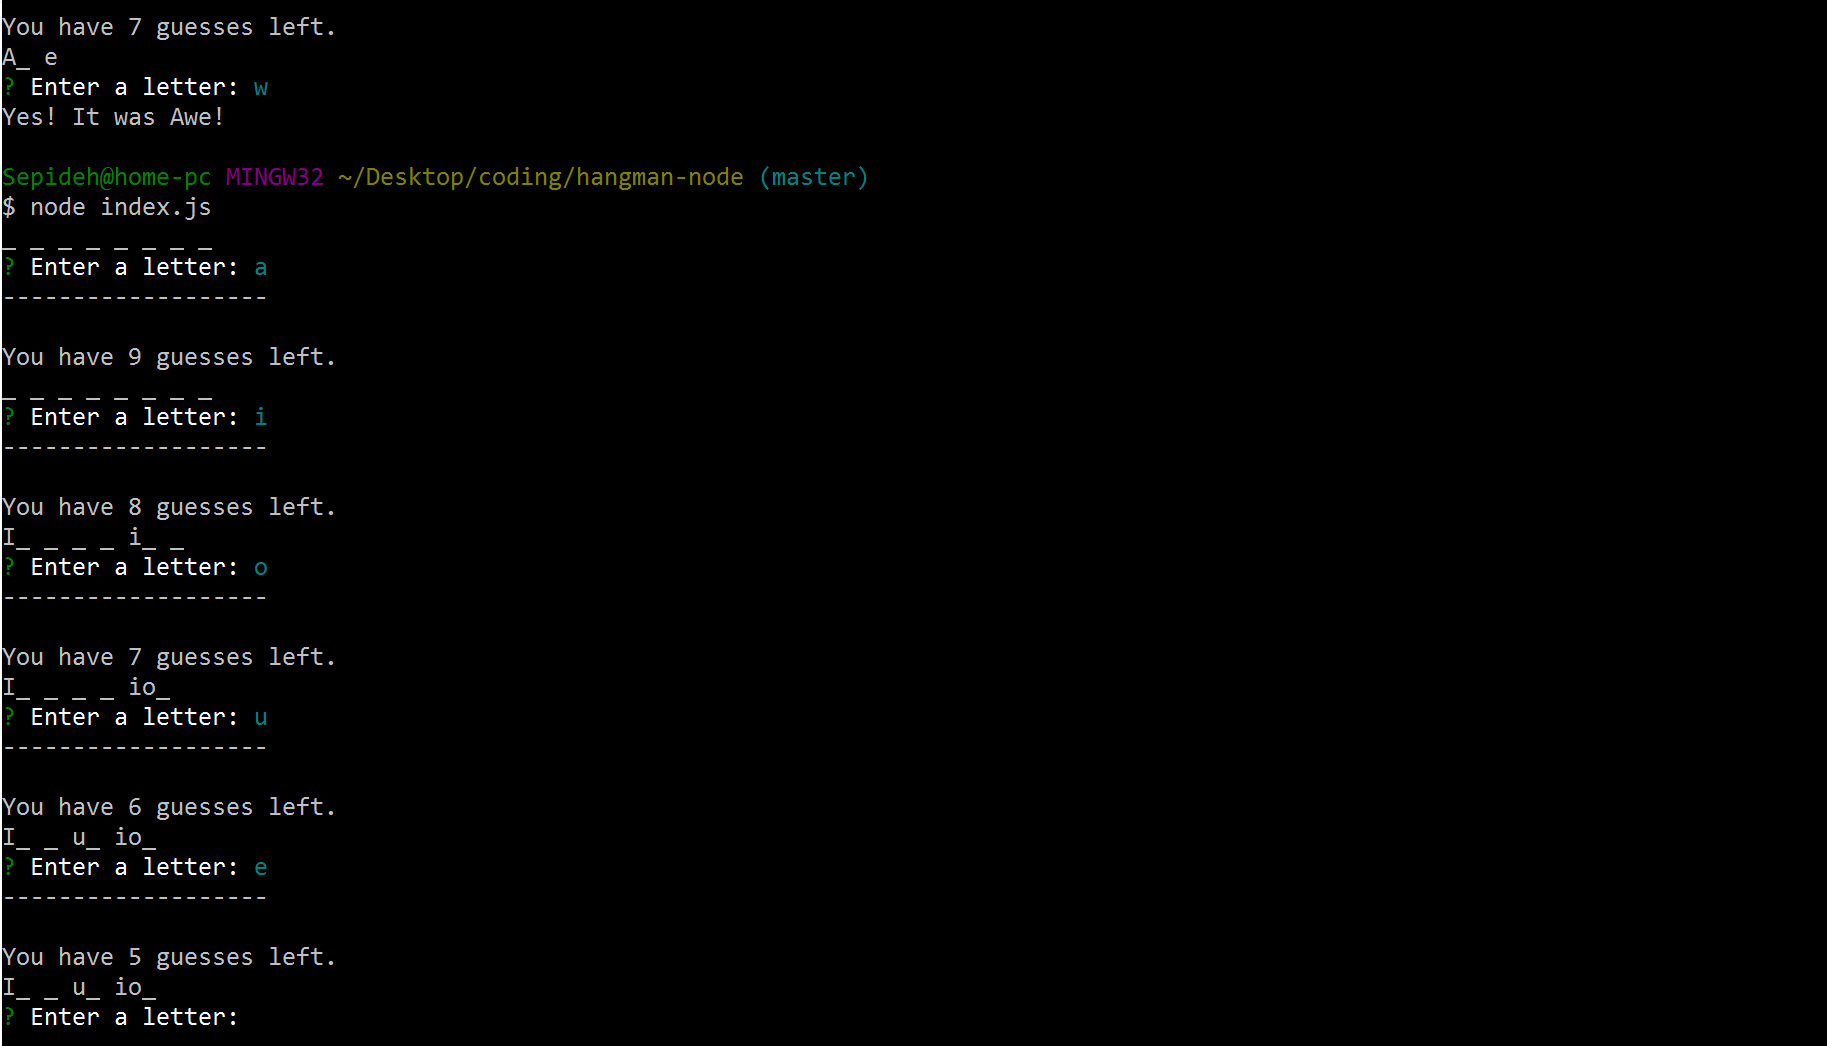 You have 7 guesses left.
A_ e
? Enter a letter: w
Yes! It was Awe!
Sepideh@home-pc MINGW32 ~/Desktop/coding/hangman-node (master)
$ node index.js
_ _ _ _ _ _ _ _
? Enter a letter: a
-------------------
You have 9 guesses left.
_ _ _ _ _ _ _ _
? Enter a letter: i
-------------------
You have 8 guesses left.
I_ _ _ _ i_ _
? Enter a letter: o
-------------------
You have 7 guesses left.
I_ _ _ _ io_
? Enter a letter: u
-------------------
You have 6 guesses left.
I_ _ u_ io_
? Enter a letter: e
-------------------
You have 5 guesses left.
I_ _ u_ io_
? Enter a letter: